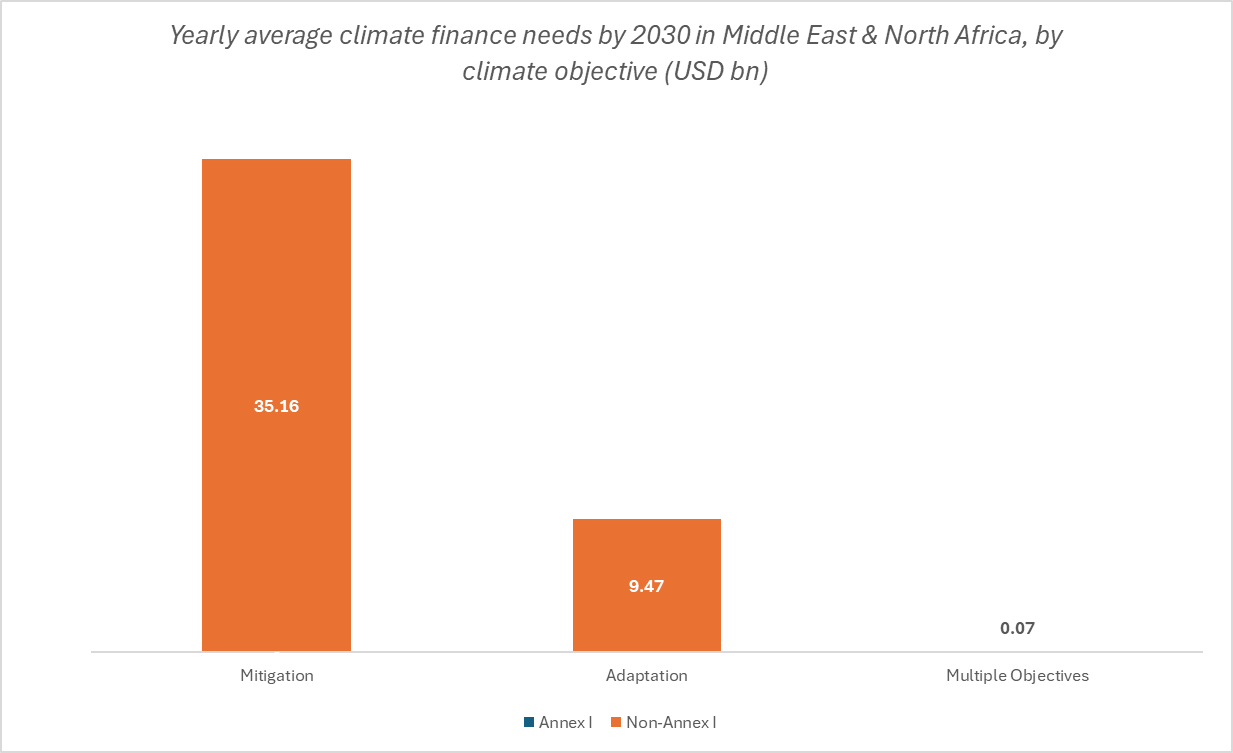 Yearly average climate finance needs by 2030 in Middle East & North Africa, by
climate objective (USD bn)
35.16
9.47
0.07
Mitigation
Adaptation
Multiple Objectives
Annex I
Non-Annex I